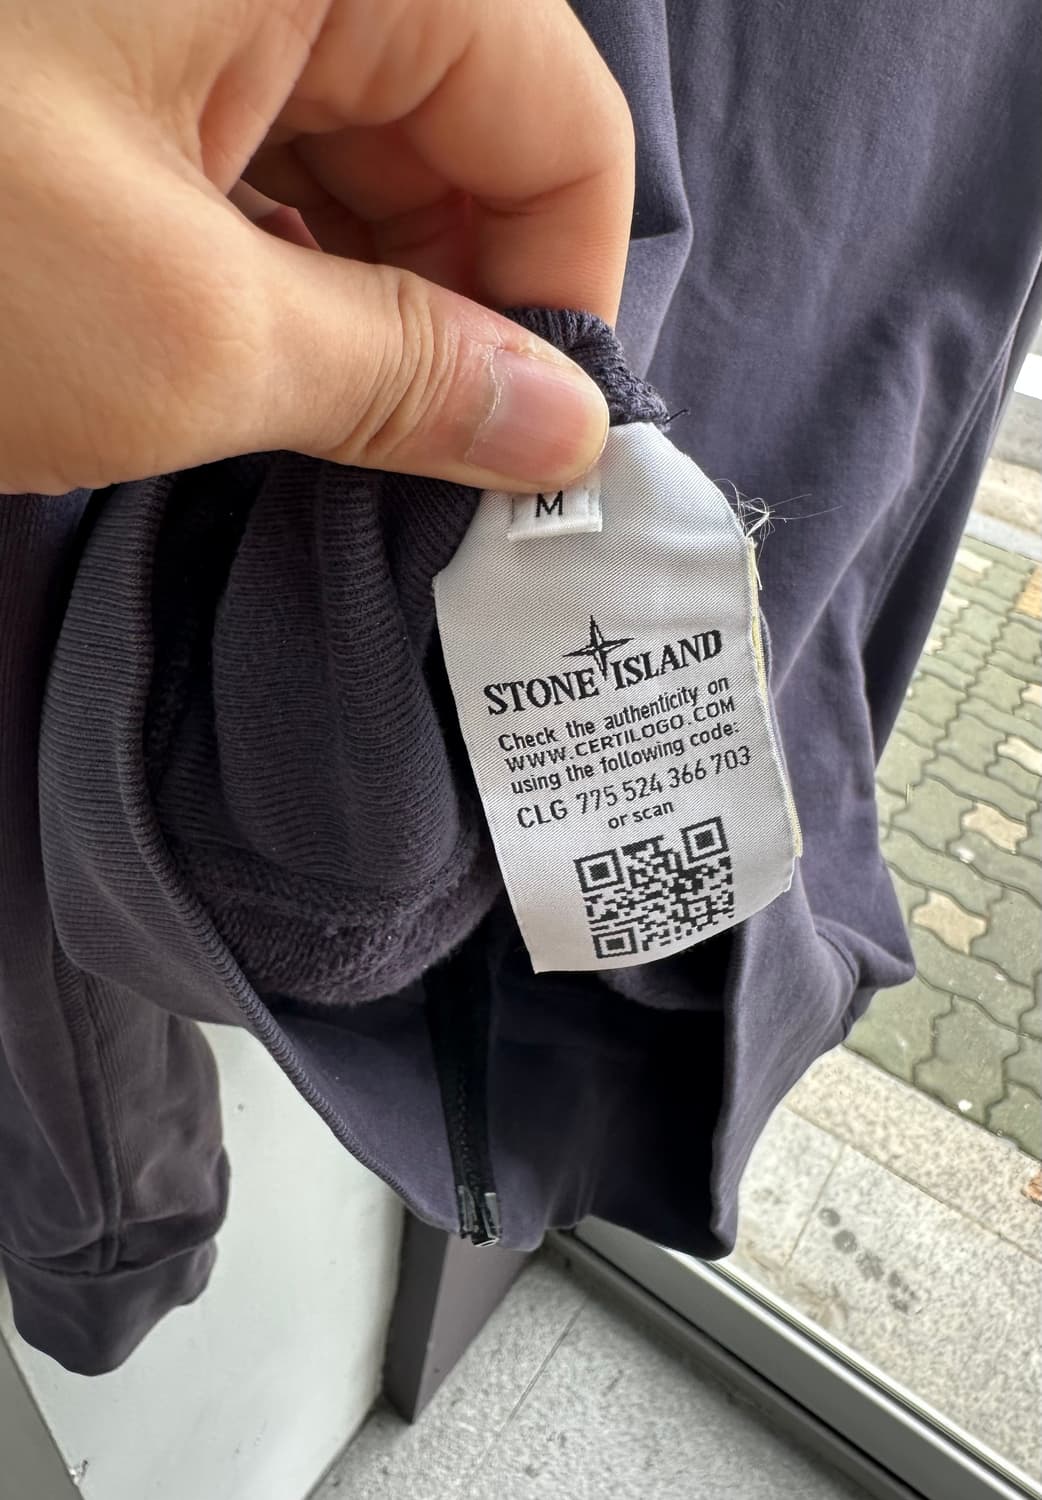 M
STONE ISLAND
Check the authenticity on
WWW.CERTILOGO.COM
using the following code:
CLG 775 524 366 703
or scan